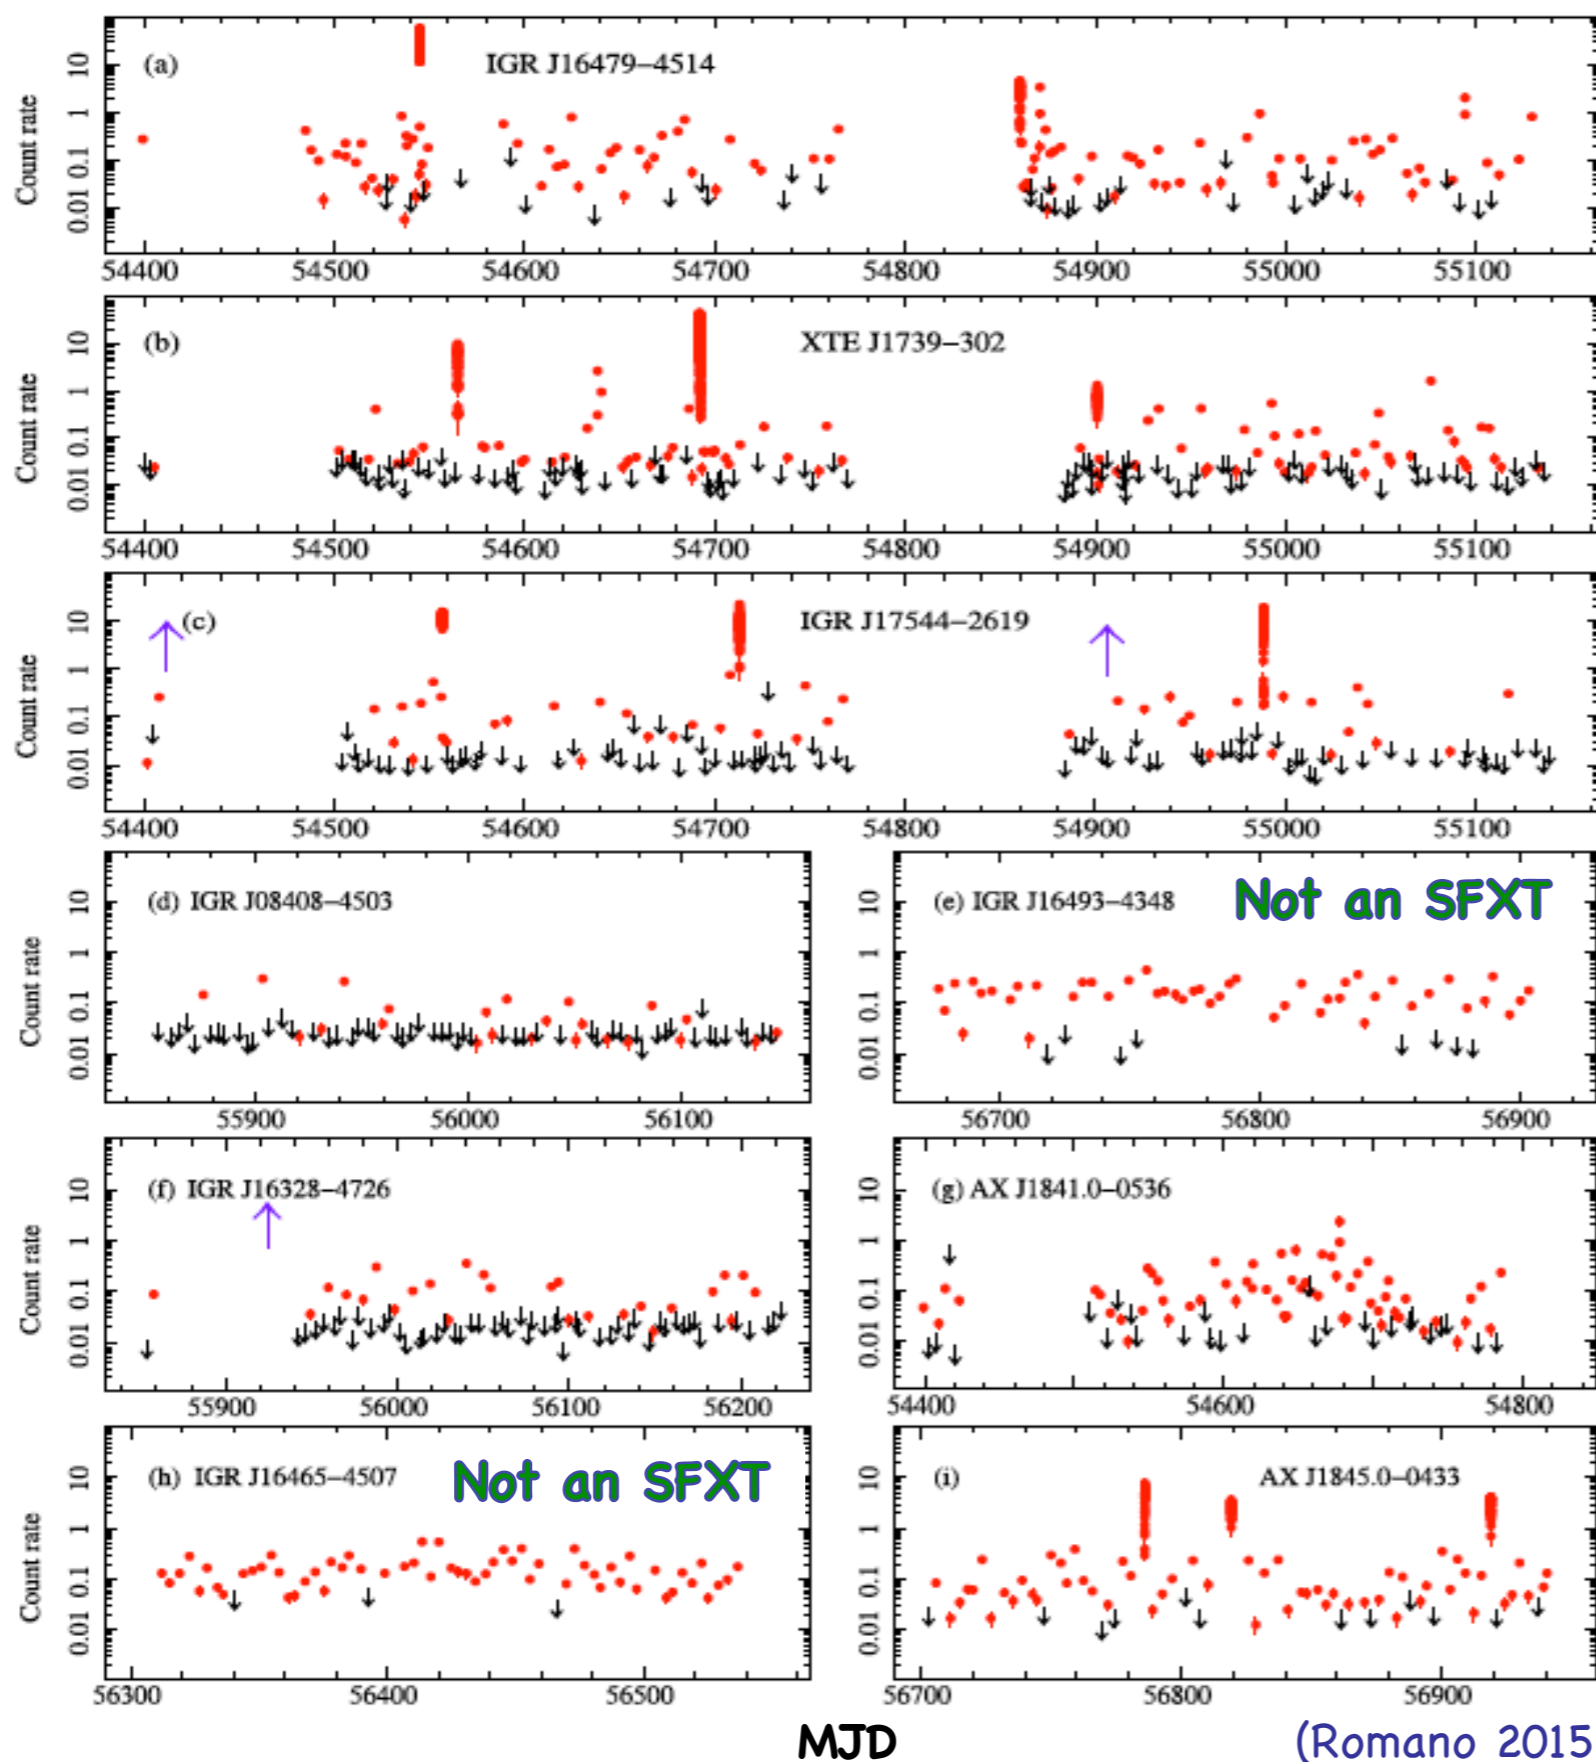 (a) IGR J16479–4514
Count rate
10
1
0.1
0.01
54400 54500 54600 54700 54800 54900 55000 55100
(b) XTE J1739–302
Count rate
10
1
0.1
0.01
54400 54500 54600 54700 54800 54900 55000 55100
(c) IGR J17544–2619
Count rate
10
1
0.1
0.01
54400 54500 54600 54700 54800 54900 55000 55100
(d) IGR J08408–4503
Count rate
10
1
0.1
0.01
55900 56000 56100
(e) IGR J16493–4348 Not an SFXT
10
1
0.1
0.01
56700 56800 56900
(f) IGR J16328–4726
Count rate
10
1
0.1
0.01
55900 56000 56100 56200
(g) AX J1841.0–0536
10
1
0.1
0.01
54400 54600 54800
(h) IGR J16465–4507 Not an SFXT
Count rate
10
1
0.1
0.01
56300 56400 56500
(i) AX J1845.0–0433
10
1
0.1
0.01
56700 56800 56900
MJD
(Romano 2015